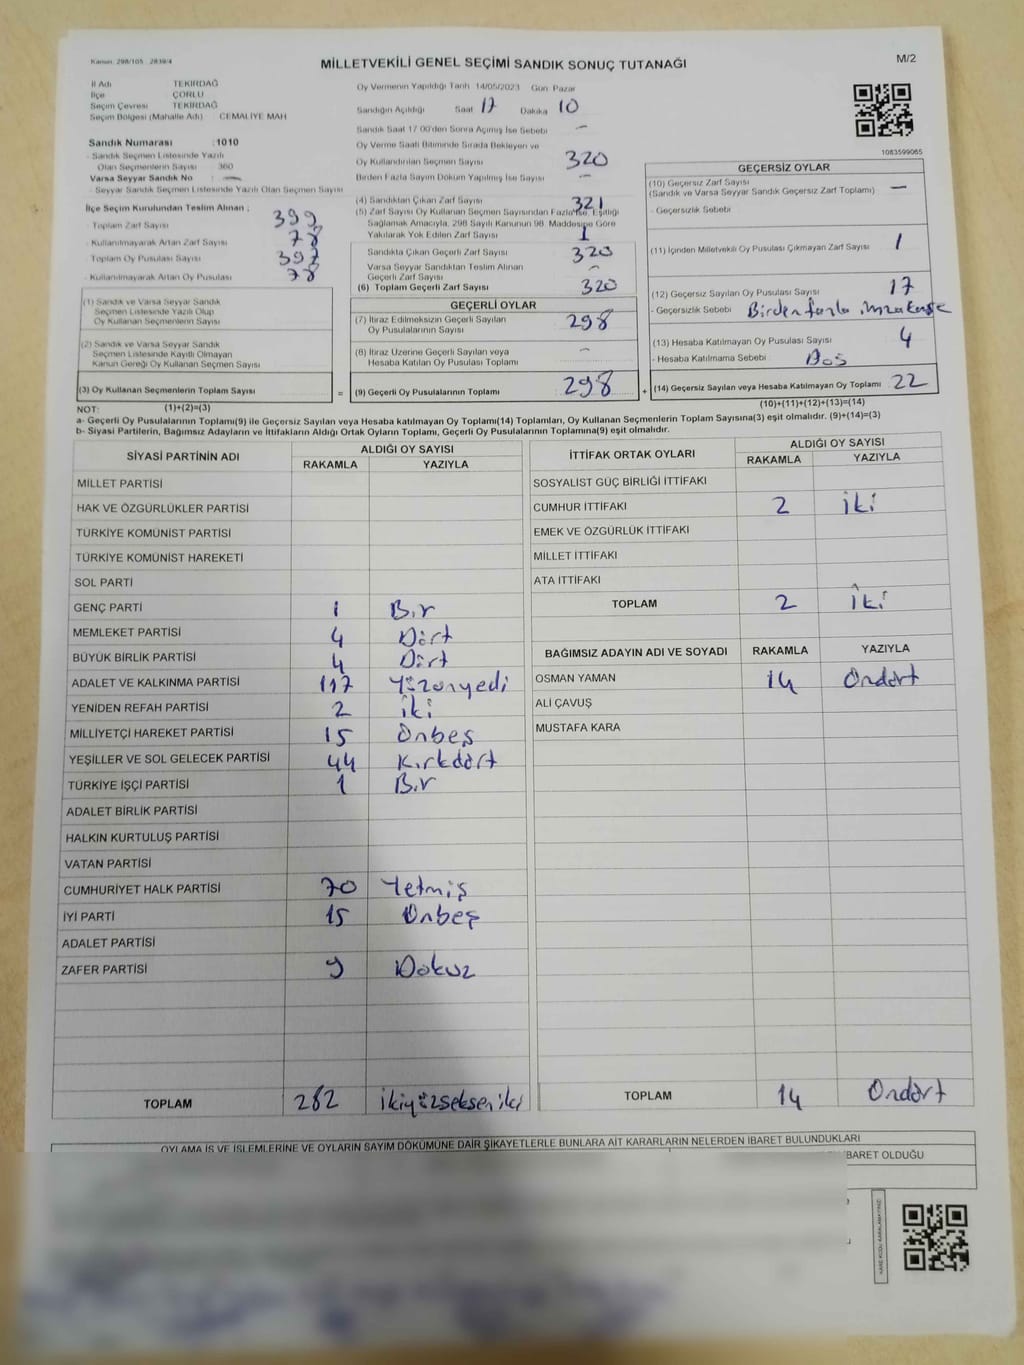 Kanun: 298/105 2839/4
MİLLETVEKİLİ GENEL SEÇİMİ SANDIK SONUÇ TUTANAĞI
M/2
İl Adı TEKİRDAĞ
İlçe ÇORLU
Seçim Çevresi TEKİRDAĞ
Seçim Bölgesi (Mahalle Adı) CEMALİYE MAH
Sandık Numarası :1010
- Sandık Seçmen Listesinde Yazılı
Olan Seçmenlerin Sayısı 360
Varsa Seyyar Sandık No : —
- Seyyar Sandık Seçmen Listesinde Yazılı Olan Seçmen Sayısı
İlçe Seçim Kurulundan Teslim Alınan ;
- Toplam Zarf Sayısı 399
- Kullanılmayarak Artan Zarf Sayısı 78
- Toplam Oy Pusulası Sayısı
- Kullanılmayarak Artan Oy Pusulası 78
(1) Sandık ve Varsa Seyyar Sandık
Seçmen Listesinde Yazılı Olup
Oy Kullanan Seçmenlerin Sayısı
(2) Sandık ve Varsa Seyyar Sandık
Seçmen Listesinde Kayıtlı Olmayan
Kanun Gereği Oy Kullanan Seçmen Sayısı
(3) Oy Kullanan Seçmenlerin Toplam Sayısı
Oy Vermenin Yapıldığı Tarih 14/05/2023 Gün Pazar
Sandığın Açıldığı Saat 17 Dakika 10
Sandık Saat 17 00'den Sonra Açılmış İse Sebebi —
Oy Verme Saati Bitiminde Sırada Bekleyen ve
Oy Kullandırılan Seçmen Sayısı 320
Birden Fazla Sayım Döküm Yapılmış İse Sayısı —
(4) Sandıktan Çıkan Zarf Sayısı 321
(5) Zarf Sayısı Oy Kullanan Seçmen Sayısından Fazla İse, Eşitliği
Sağlamak Amacıyla, 298 Sayılı Kanunun 98. Maddesine Göre
Yakılarak Yok Edilen Zarf Sayısı 1
Sandıkta Çıkan Geçerli Zarf Sayısı 320
Varsa Seyyar Sandıktan Teslim Alınan
Geçerli Zarf Sayısı —
(6) Toplam Geçerli Zarf Sayısı 320
GEÇERLİ OYLAR
(7) İtiraz Edilmeksizin Geçerli Sayılan
Oy Pusulalarının Sayısı 298
(8) İtiraz Üzerine Geçerli Sayılan veya
Hesaba Katılan Oy Pusulası Toplamı —
= (9) Geçerli Oy Pusulalarının Toplamı 298
1083599065
GEÇERSİZ OYLAR
(10) Geçersiz Zarf Sayısı
(Sandık ve Varsa Seyyar Sandık Geçersiz Zarf Toplamı) —
- Geçersizlik Sebebi
(11) İçinden Milletvekili Oy Pusulası Çıkmayan Zarf Sayısı 1
(12) Geçersiz Sayılan Oy Pusulası Sayısı 17
- Geçersizlik Sebebi Birden fazla
(13) Hesaba Katılmayan Oy Pusulası Sayısı 4
- Hesaba Katılmama Sebebi Boş
+ (14) Geçersiz Sayılan veya Hesaba Katılmayan Oy Toplamı 22
NOT: (1)+(2)=(3)
(10)+(11)+(12)+(13)=(14)
a- Geçerli Oy Pusulalarının Toplamı(9) ile Geçersiz Sayılan veya Hesaba katılmayan Oy Toplam(14) Toplamları, Oy Kullanan Seçmenlerin Toplam Sayısına(3) eşit olmalıdır. (9)+(14)=(3)
b- Siyasi Partilerin, Bağımsız Adayların ve İttifakların Aldığı Ortak Oyların Toplamı, Geçerli Oy Pusulalarının Toplamına(9) eşit olmalıdır.
SİYASİ PARTİNİN ADI ALDIĞI OY SAYISI
RAKAMLA YAZIYLA
MİLLET PARTİSİ
HAK VE ÖZGÜRLÜKLER PARTİSİ
TÜRKİYE KOMÜNİST PARTİSİ
TÜRKİYE KOMÜNİST HAREKETİ
SOL PARTİ
GENÇ PARTİ 1 Bir
MEMLEKET PARTİSİ 4 Dört
BÜYÜK BİRLİK PARTİSİ 4 Dört
ADALET VE KALKINMA PARTİSİ 117 Yüzonyedi
YENİDEN REFAH PARTİSİ 2 İki
MİLLİYETÇİ HAREKET PARTİSİ 15 Onbeş
YEŞİLLER VE SOL GELECEK PARTİSİ 44 Kırkdört
TÜRKİYE İŞÇİ PARTİSİ 1 Bir
ADALET BİRLİK PARTİSİ
HALKIN KURTULUŞ PARTİSİ
VATAN PARTİSİ
CUMHURİYET HALK PARTİSİ 70 Yetmiş
İYİ PARTİ 15 Onbeş
ADALET PARTİSİ
ZAFER PARTİSİ 9 Dokuz
TOPLAM 282 ikiyüzsekseniki
İTTİFAK ORTAK OYLARI ALDIĞI OY SAYISI
RAKAMLA YAZIYLA
SOSYALİST GÜÇ BİRLİĞİ İTTİFAKI
CUMHUR İTTİFAKI 2 İki
EMEK VE ÖZGÜRLÜK İTTİFAKI
MİLLET İTTİFAKI
ATA İTTİFAKI
TOPLAM 2 İki
BAĞIMSIZ ADAYIN ADI VE SOYADI RAKAMLA YAZIYLA
OSMAN YAMAN 14 Ondört
ALİ ÇAVUŞ
MUSTAFA KARA
TOPLAM 14 Ondört
OYLAMA İŞ VE İŞLEMLERİNE VE OYLARIN SAYIM DÖKÜMÜNE DAİR ŞİKAYETLERLE BUNLARA AİT KARARLARIN NELERDEN İBARET BULUNDUKLARI
İBARET OLDUĞU
KARE KODU KARALAMAYINIZ